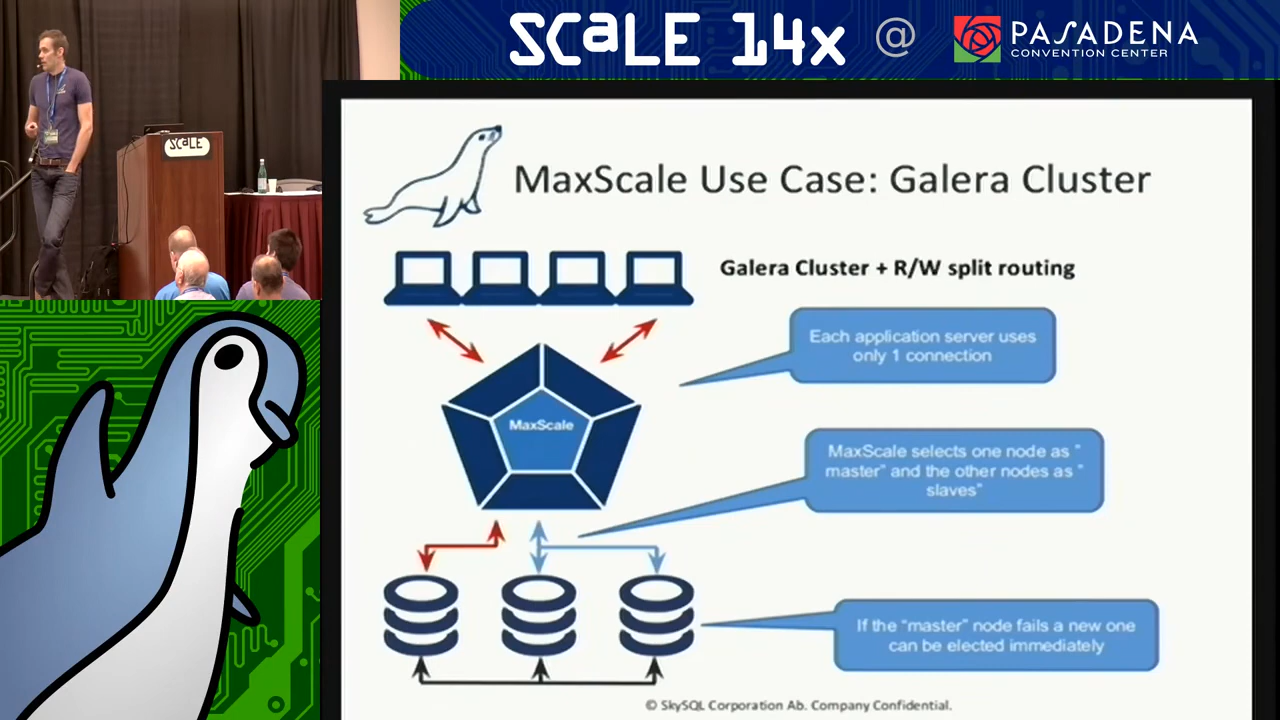 SCaLE 14x @ PASADENA
CONVENTION CENTER
SCaLE
MaxScale Use Case: Galera Cluster
Galera Cluster + R/W split routing
Each application server uses
only 1 connection
MaxScale
MaxScale selects one node as "
master" and the other nodes as "
slaves"
If the "master" node fails a new one
can be elected immediately
© SkySQL Corporation Ab. Company Confidential.